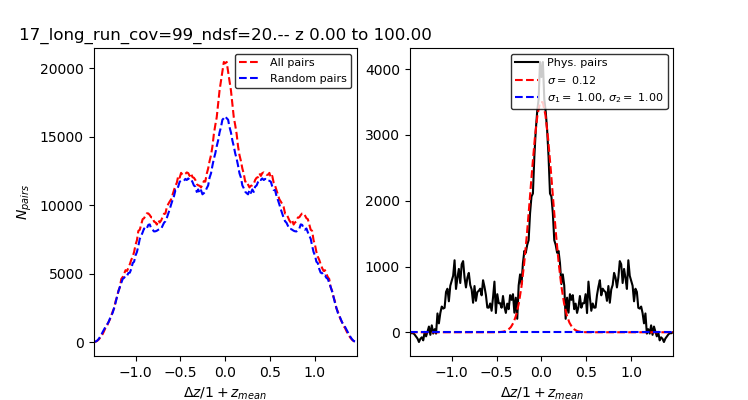 17_long_run_cov=99_ndsf=20.-- z 0.00 to 100.00
All pairs
Random pairs
N_pairs
20000
15000
10000
5000
0
−1.0 −0.5 0.0 0.5 1.0
Δz/1 + z_mean
Phys. pairs
σ = 0.12
σ₁ = 1.00, σ₂ = 1.00
4000
3000
2000
1000
0
−1.0 −0.5 0.0 0.5 1.0
Δz/1 + z_mean